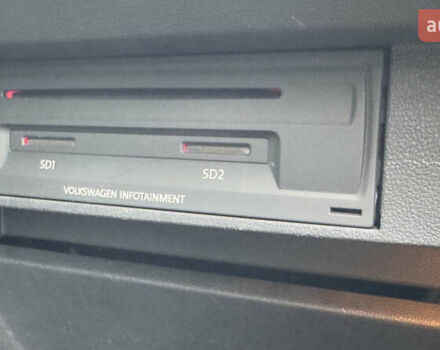 au
SD1 SD2
VOLKSWAGEN INFOTAINMENT